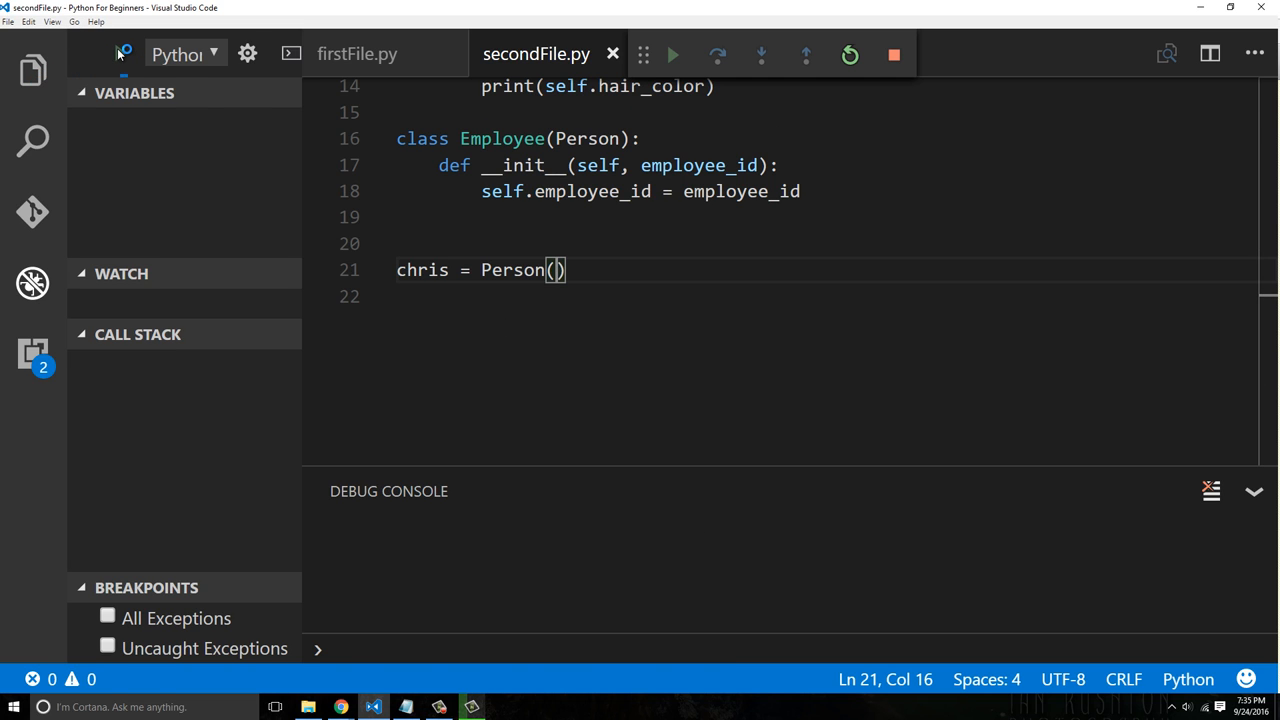 secondFile.py - Python For Beginners - Visual Studio Code
File Edit View Go Help
Python firstFile.py secondFile.py
VARIABLES
WATCH
CALL STACK
BREAKPOINTS
All Exceptions
Uncaught Exceptions
14 print(self.hair_color)
15
16 class Employee(Person):
17 def __init__(self, employee_id):
18 self.employee_id = employee_id
19
20
21 chris = Person()
22
DEBUG CONSOLE
2
0 0 Ln 21, Col 16 Spaces: 4 UTF-8 CRLF Python
I'm Cortana. Ask me anything.
7:35 PM
9/24/2016